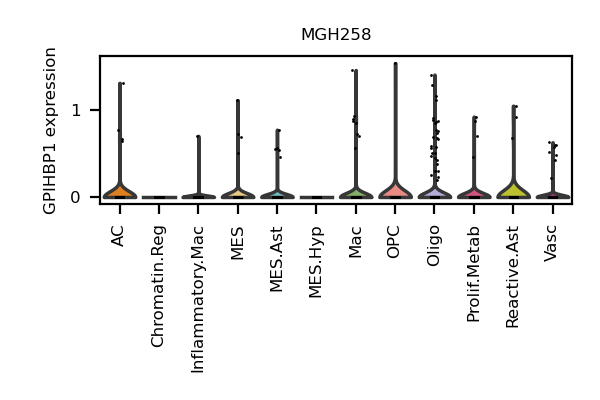 MGH258
GPIHBP1 expression
1
0
AC
Chromatin.Reg
Inflammatory.Mac
MES
MES.Ast
MES.Hyp
Mac
OPC
Oligo
Prolif.Metab
Reactive.Ast
Vasc